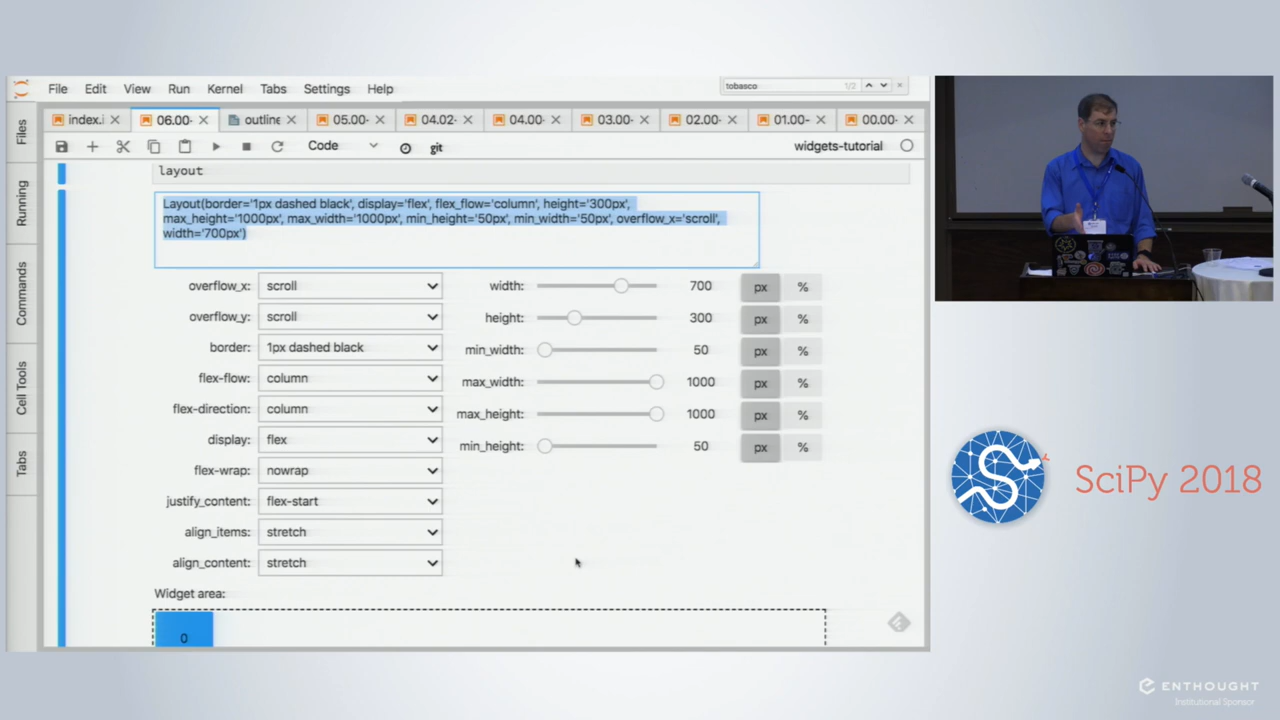 File Edit View Run Kernel Tabs Settings Help
tobasco 1/2
index.i 06.00- outline 05.00- 04.02- 04.00- 03.00- 02.00- 01.00- 00.00-
Code git widgets-tutorial
Files
Running
Commands
Cell Tools
Tabs
layout
Layout(border='1px dashed black', display='flex', flex_flow='column', height='300px',
max_height='1000px', max_width='1000px', min_height='50px', min_width='50px', overflow_x='scroll',
width='700px')
overflow_x: scroll width: 700 px %
overflow_y: scroll height: 300 px %
border: 1px dashed black min_width: 50 px %
flex-flow: column max_width: 1000 px %
flex-direction: column max_height: 1000 px %
display: flex min_height: 50 px %
flex-wrap: nowrap
justify_content: flex-start
align_items: stretch
align_content: stretch
Widget area:
0
SciPy 2018
ENTHOUGHT
Institutional Sponsor